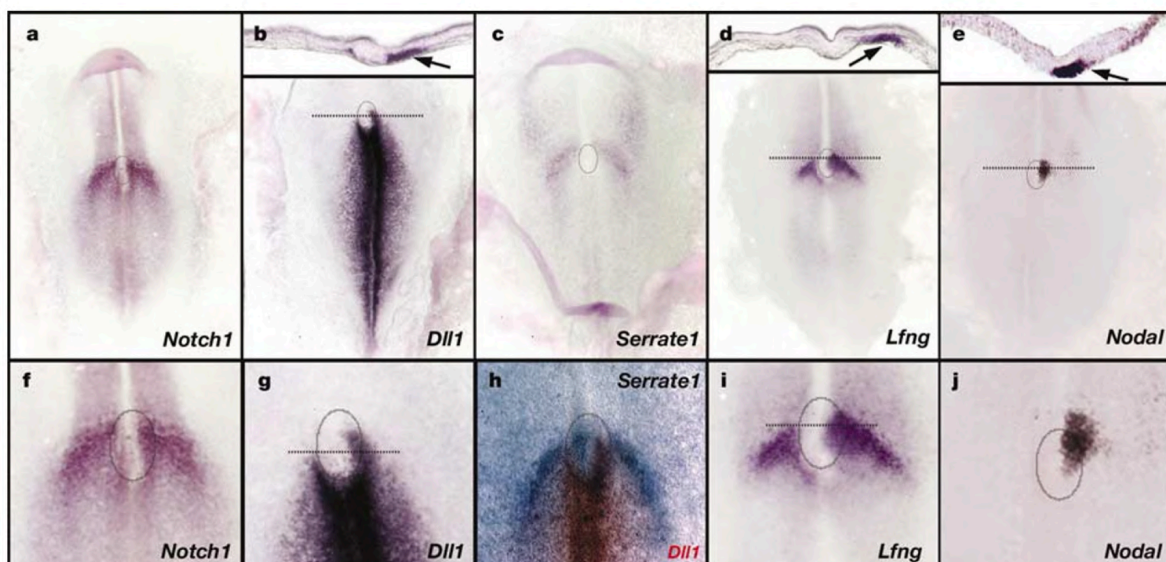 a
b
c
d
e
Notch1
Dll1
Serrate1
Lfng
Nodal
f
g
h
Serrate1
i
j
Notch1
Dll1
Dll1
Lfng
Nodal